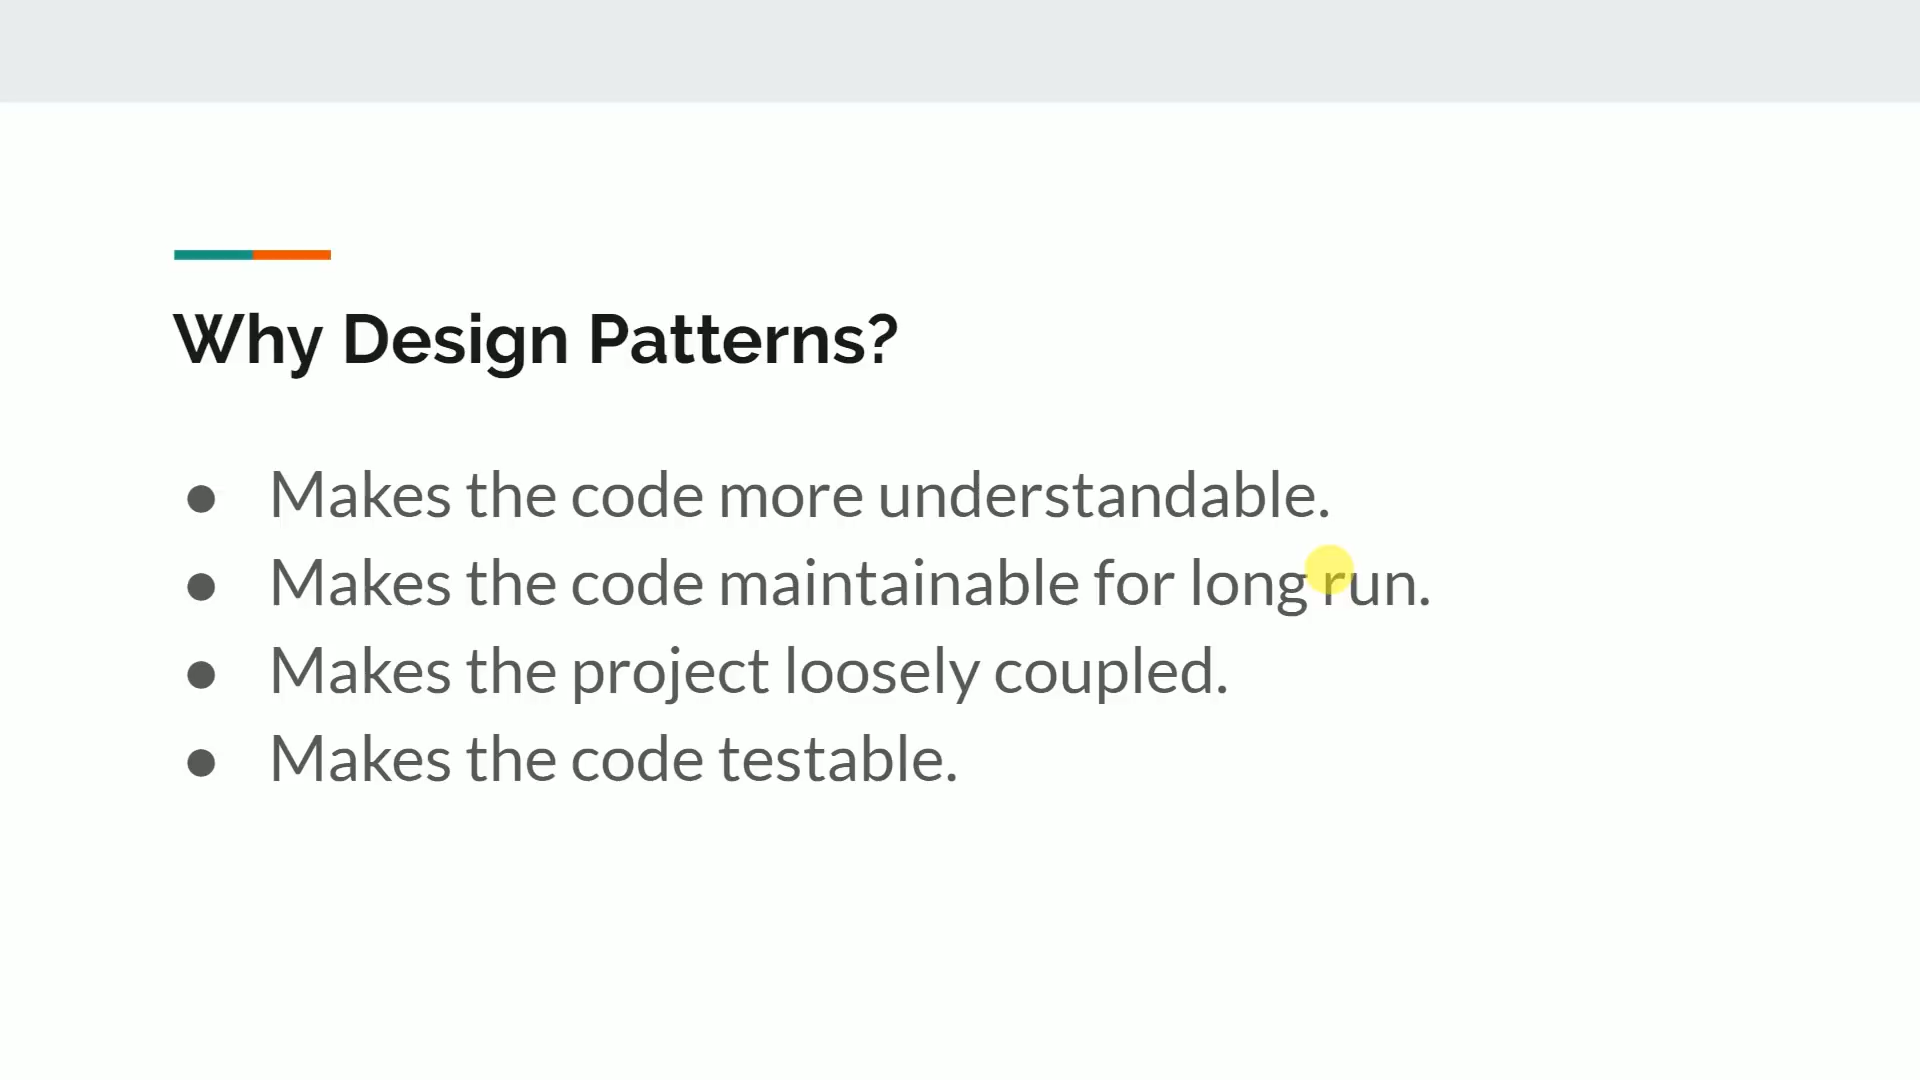 Why Design Patterns?
● Makes the code more understandable.
● Makes the code maintainable for long run.
● Makes the project loosely coupled.
● Makes the code testable.